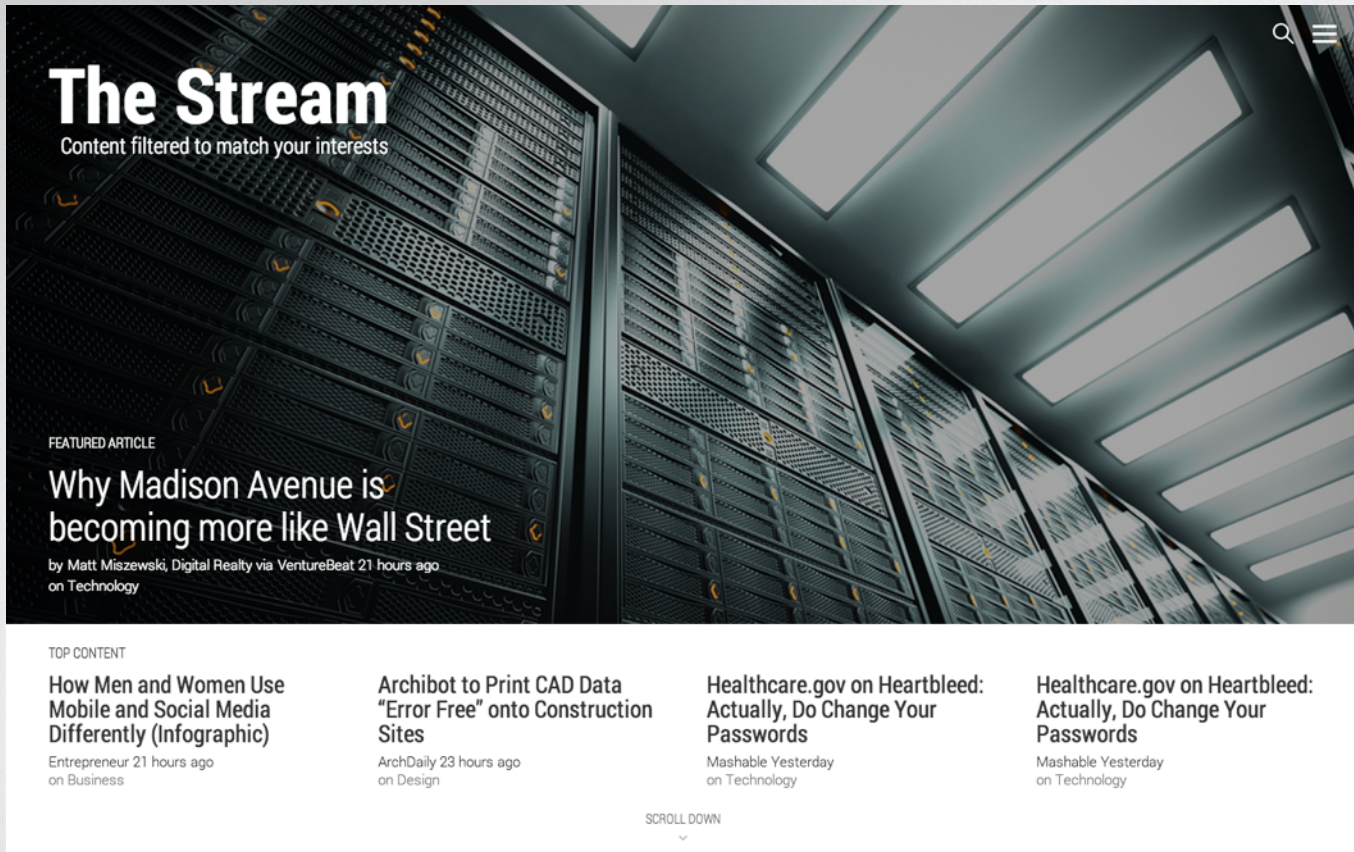 The Stream
Content filtered to match your interests
FEATURED ARTICLE
Why Madison Avenue is
becoming more like Wall Street
by Matt Miszewski, Digital Realty via VentureBeat 21 hours ago
on Technology
TOP CONTENT
How Men and Women Use
Mobile and Social Media
Differently (Infographic)
Entrepreneur 21 hours ago
on Business
Archibot to Print CAD Data
“Error Free” onto Construction
Sites
ArchDaily 23 hours ago
on Design
Healthcare.gov on Heartbleed:
Actually, Do Change Your
Passwords
Mashable Yesterday
on Technology
Healthcare.gov on Heartbleed:
Actually, Do Change Your
Passwords
Mashable Yesterday
on Technology
SCROLL DOWN